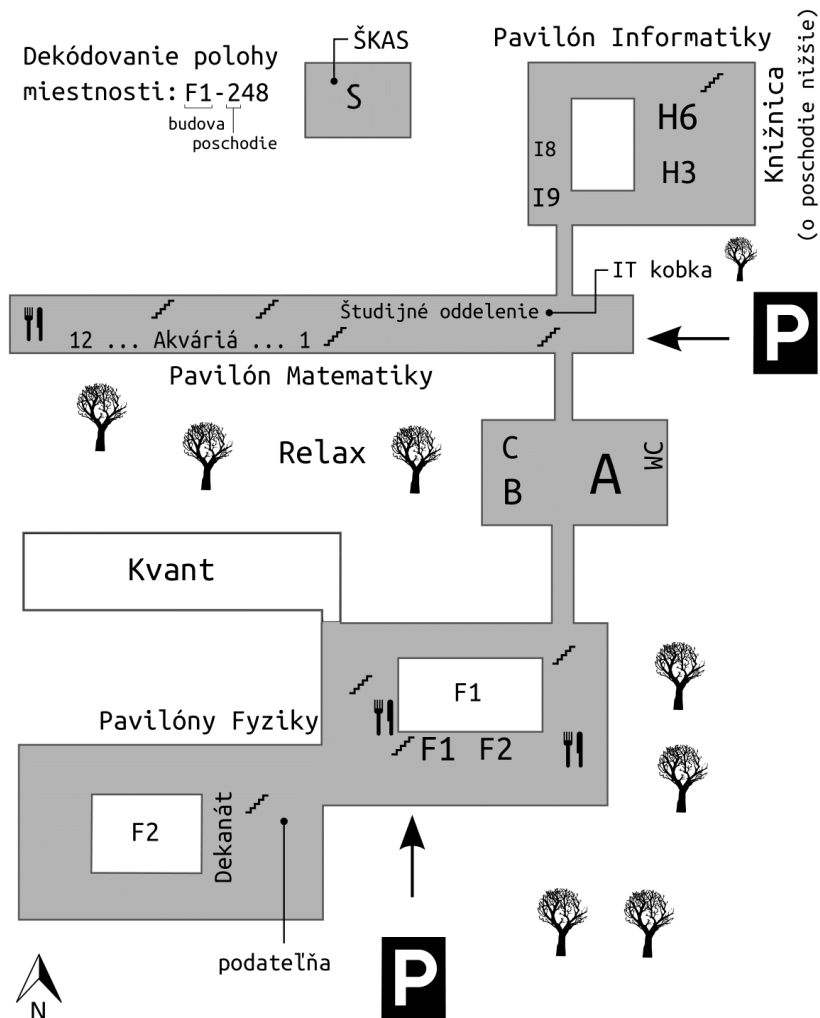 Dekódovanie polohy
miestnosti: F1-248
budova
poschodie
ŠKAS
S
Pavilón Informatiky
H6
I8
H3
I9
Knižnica
(o poschodie nižšie)
IT kobka
Študijné oddelenie
12 ... Akváriá ... 1
P
Pavilón Matematiky
Relax
C
B
A
WC
Kvant
F1
Pavilóny Fyziky
F1 F2
F2
Dekanát
podateľňa
P
N